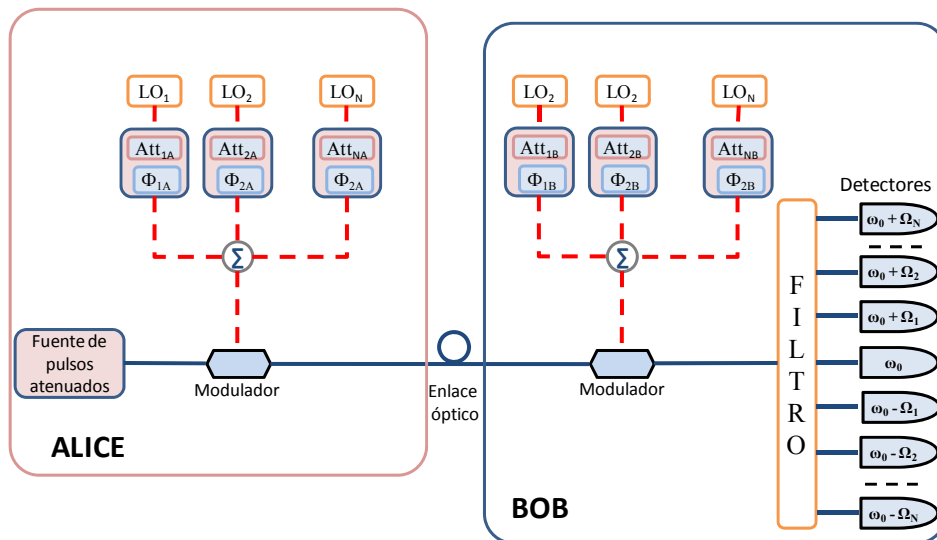 LO1 LO2 LON
Att1A Att2A AttNA
Φ1A Φ2A Φ2A
Σ
Fuente de
pulsos
atenuados
Modulador
ALICE
Enlace
óptico
LO2 LO2 LON
Att1B Att2B AttNB
Φ1B Φ2B Φ2B
Σ
Modulador
BOB
FILTRO
Detectores
ω0 + ΩN
ω0 + Ω2
ω0 + Ω1
ω0
ω0 - Ω1
ω0 - Ω2
ω0 - ΩN